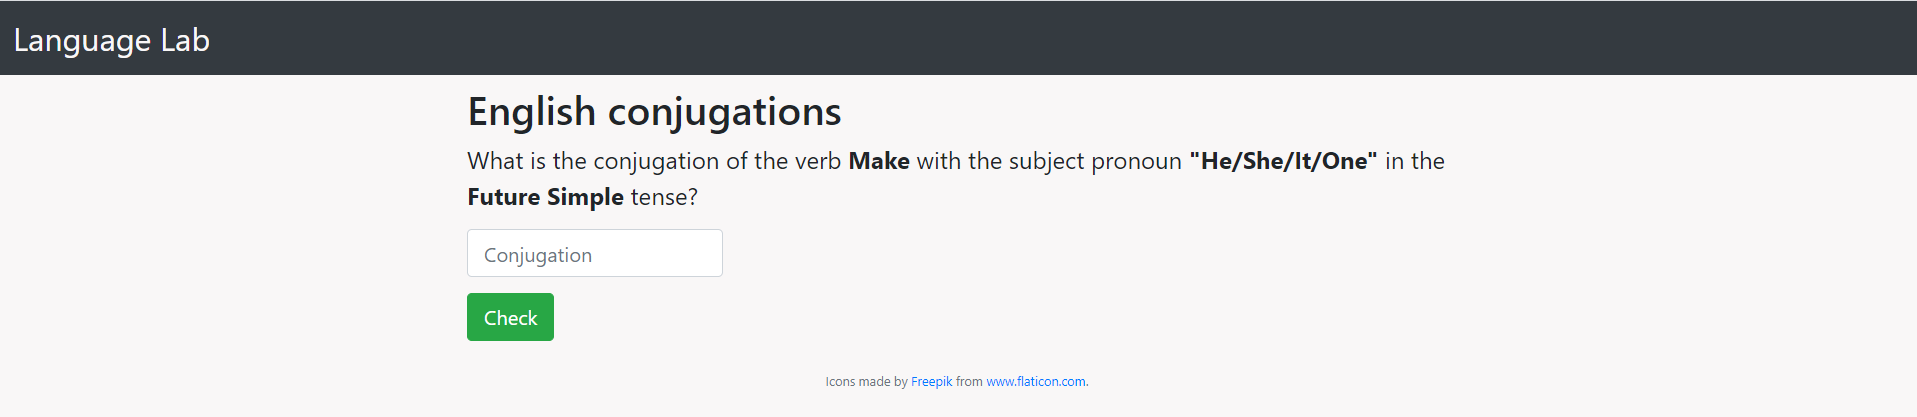 Language Lab
English conjugations
What is the conjugation of the verb Make with the subject pronoun "He/She/It/One" in the
Future Simple tense?
Conjugation
Check
Icons made by Freepik from www.flaticon.com.